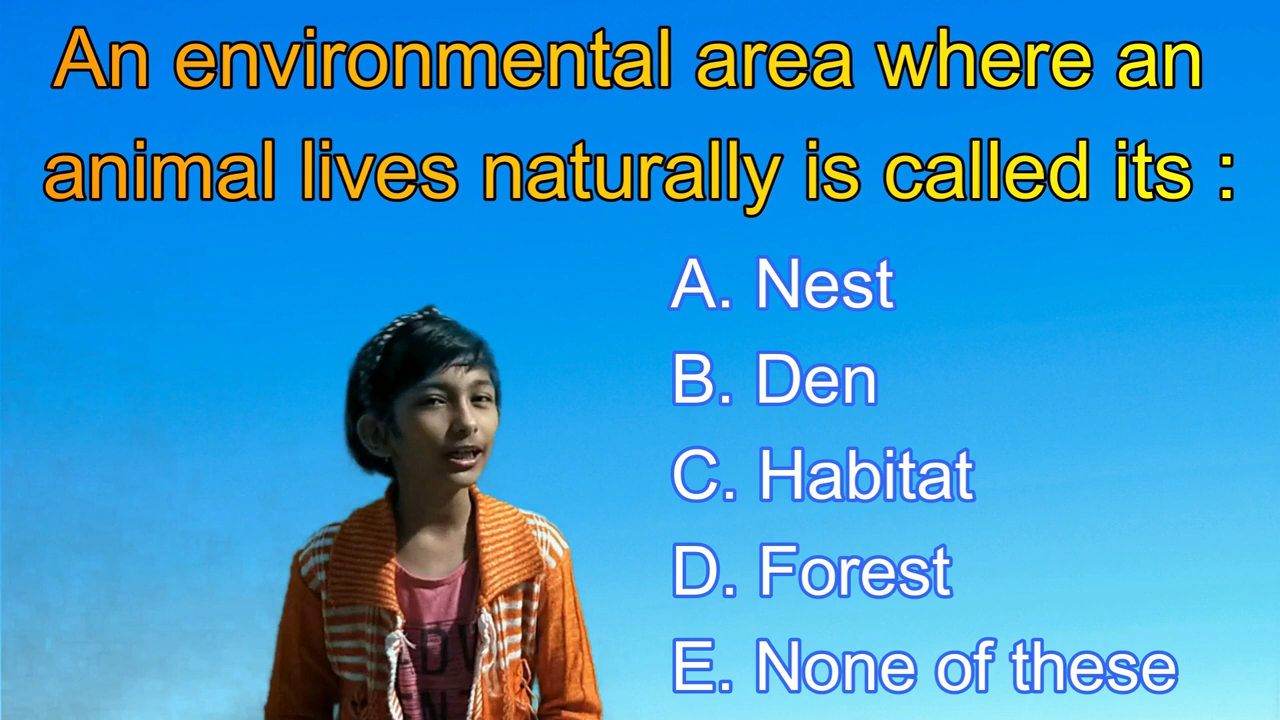 An environmental area where an
animal lives naturally is called its :
A. Nest
B. Den
C. Habitat
D. Forest
E. None of these